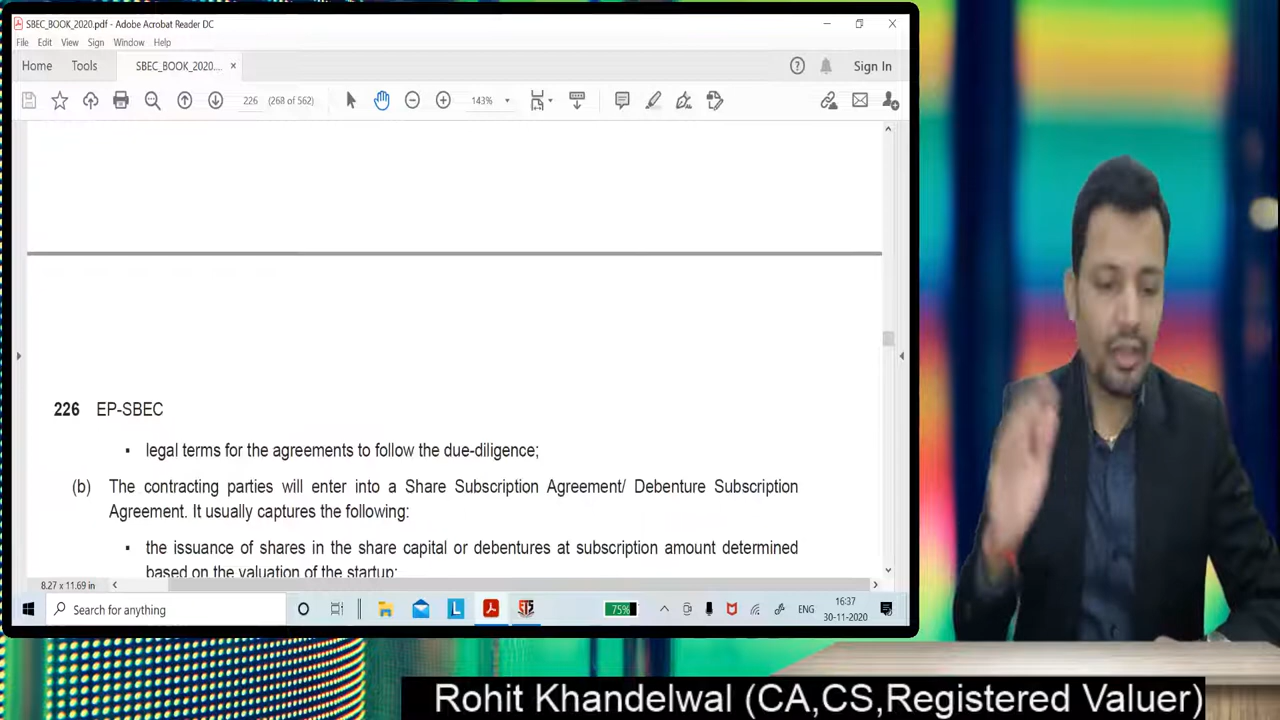 SBEC_BOOK_2020.pdf - Adobe Acrobat Reader DC
File Edit View Sign Window Help
Home Tools SBEC_BOOK_2020... × ? Sign In
226 (268 of 562) 143%
226 EP-SBEC
▪ legal terms for the agreements to follow the due-diligence;
(b) The contracting parties will enter into a Share Subscription Agreement/ Debenture Subscription
Agreement. It usually captures the following:
▪ the issuance of shares in the share capital or debentures at subscription amount determined
based on the valuation of the startup;
8.27 x 11.69 in
Search for anything L 75% ENG 16:37
30-11-2020
Rohit Khandelwal (CA,CS,Registered Valuer)